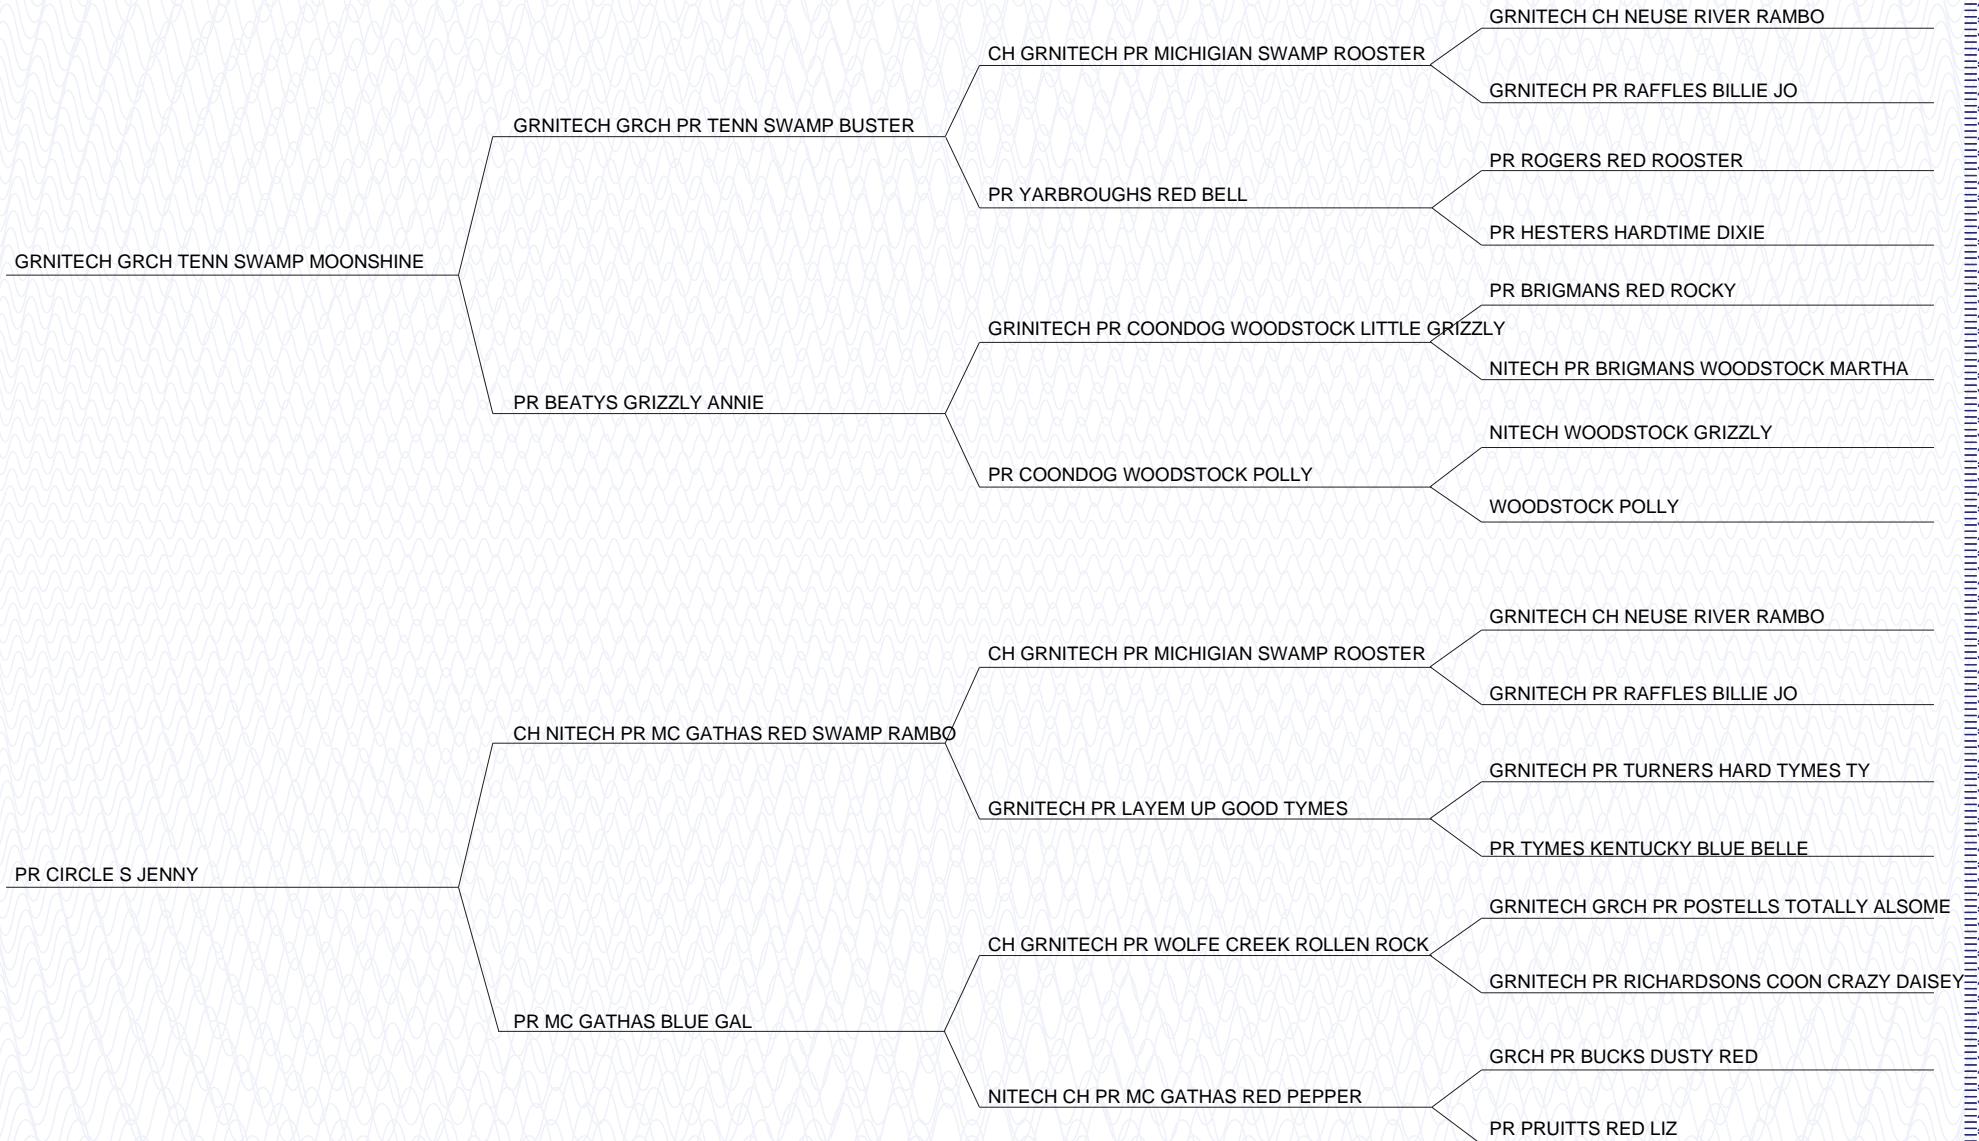 GRNITECH CH NEUSE RIVER RAMBO
CH GRNITECH PR MICHIGIAN SWAMP ROOSTER
GRNITECH PR RAFFLES BILLIE JO
GRNITECH GRCH PR TENN SWAMP BUSTER
PR ROGERS RED ROOSTER
PR YARBROUGHS RED BELL
PR HESTERS HARDTIME DIXIE
GRNITECH GRCH TENN SWAMP MOONSHINE
PR BRIGMANS RED ROCKY
GRINITECH PR COONDOG WOODSTOCK LITTLE GRIZZLY
NITECH PR BRIGMANS WOODSTOCK MARTHA
PR BEATYS GRIZZLY ANNIE
NITECH WOODSTOCK GRIZZLY
PR COONDOG WOODSTOCK POLLY
WOODSTOCK POLLY
GRNITECH CH NEUSE RIVER RAMBO
CH GRNITECH PR MICHIGIAN SWAMP ROOSTER
GRNITECH PR RAFFLES BILLIE JO
CH NITECH PR MC GATHAS RED SWAMP RAMBO
GRNITECH PR TURNERS HARD TYMES TY
GRNITECH PR LAYEM UP GOOD TYMES
PR TYMES KENTUCKY BLUE BELLE
PR CIRCLE S JENNY
GRNITECH GRCH PR POSTELLS TOTALLY ALSOME
CH GRNITECH PR WOLFE CREEK ROLLEN ROCK
GRNITECH PR RICHARDSONS COON CRAZY DAISEY
PR MC GATHAS BLUE GAL
GRCH PR BUCKS DUSTY RED
NITECH CH PR MC GATHAS RED PEPPER
PR PRUITTS RED LIZ